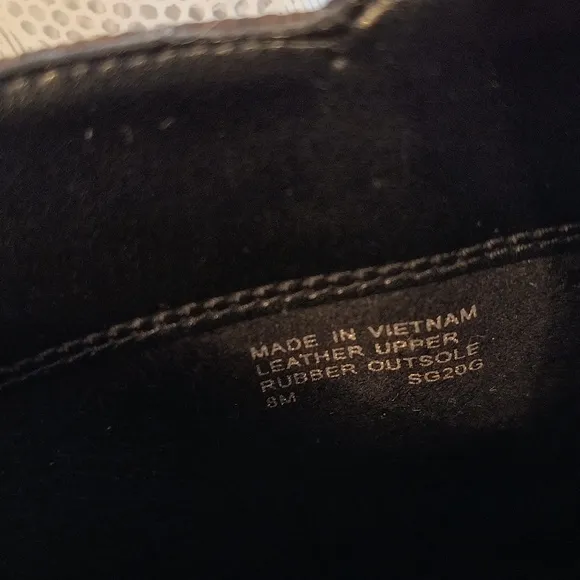 MADE IN VIETNAM
LEATHER UPPER
RUBBER OUTSOLE
8M SG20G